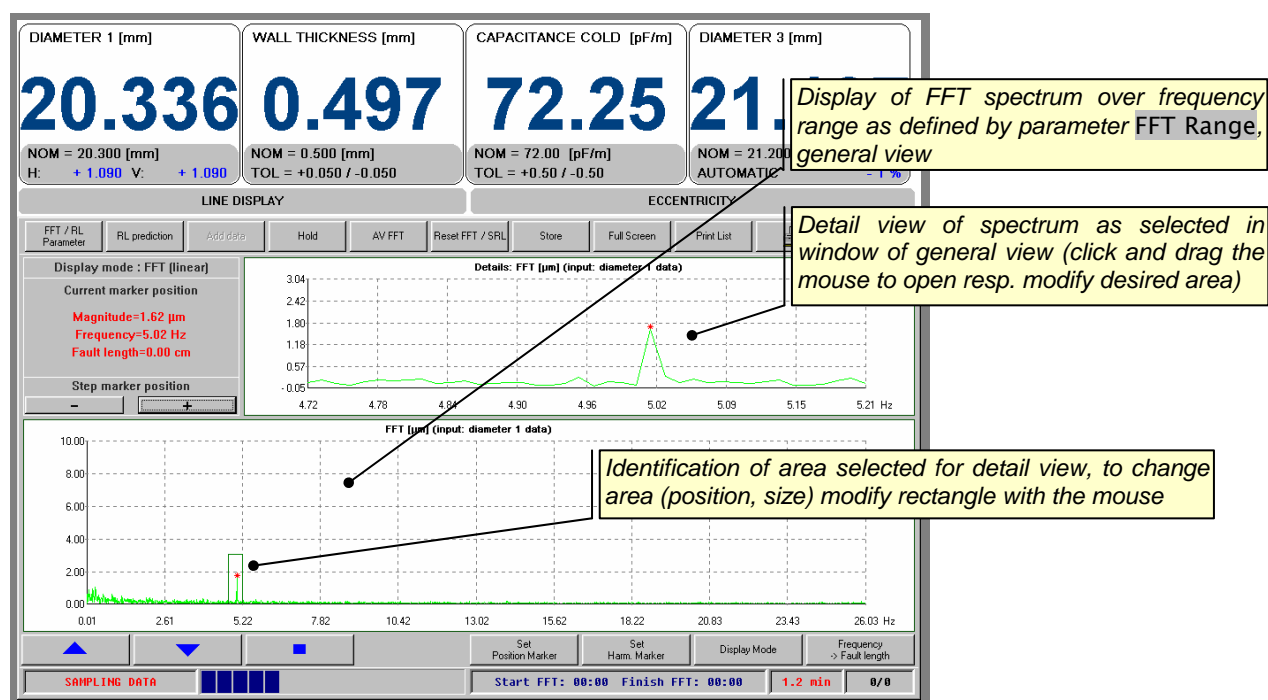 DIAMETER 1 [mm]
20.336
NOM = 20.300 [mm]
H: + 1.090 V: + 1.090
WALL THICKNESS [mm]
0.497
NOM = 0.500 [mm]
TOL = +0.050 / -0.050
CAPACITANCE COLD [pF/m]
72.25
NOM = 72.00 [pF/m]
TOL = +0.50 / -0.50
DIAMETER 3 [mm]
21.
NOM = 21.200
AUTOMATIC - 1 %
Display of FFT spectrum over frequency
range as defined by parameter FFT Range,
general view
LINE DISPLAY
ECCENTRICITY
FFT / RL
Parameter
RL prediction
Add data
Hold
AV FFT
Reset FFT / SRL
Store
Full Screen
Print List
Detail view of spectrum as selected in
window of general view (click and drag the
mouse to open resp. modify desired area)
Display mode : FFT (linear)
Current marker position
Magnitude=1.62 µm
Frequency=5.02 Hz
Fault length=0.00 cm
Step marker position
- +
Details: FFT [µm] (input: diameter 1 data)
3.04
2.42
1.80
1.18
0.57
-0.05
4.72 4.78 4.84 4.90 4.96 5.02 5.09 5.15 5.21 Hz
FFT [µm] (input: diameter 1 data)
10.00
8.00
6.00
4.00
2.00
0.00
0.01 2.61 5.22 7.82 10.42 13.02 15.62 18.22 20.83 23.43 26.03 Hz
Identification of area selected for detail view, to change
area (position, size) modify rectangle with the mouse
Set
Position Marker
Set
Harm. Marker
Display Mode
Frequency
-> Fault length
SAMPLING DATA
Start FFT: 00:00 Finish FFT: 00:00
1.2 min
0/0